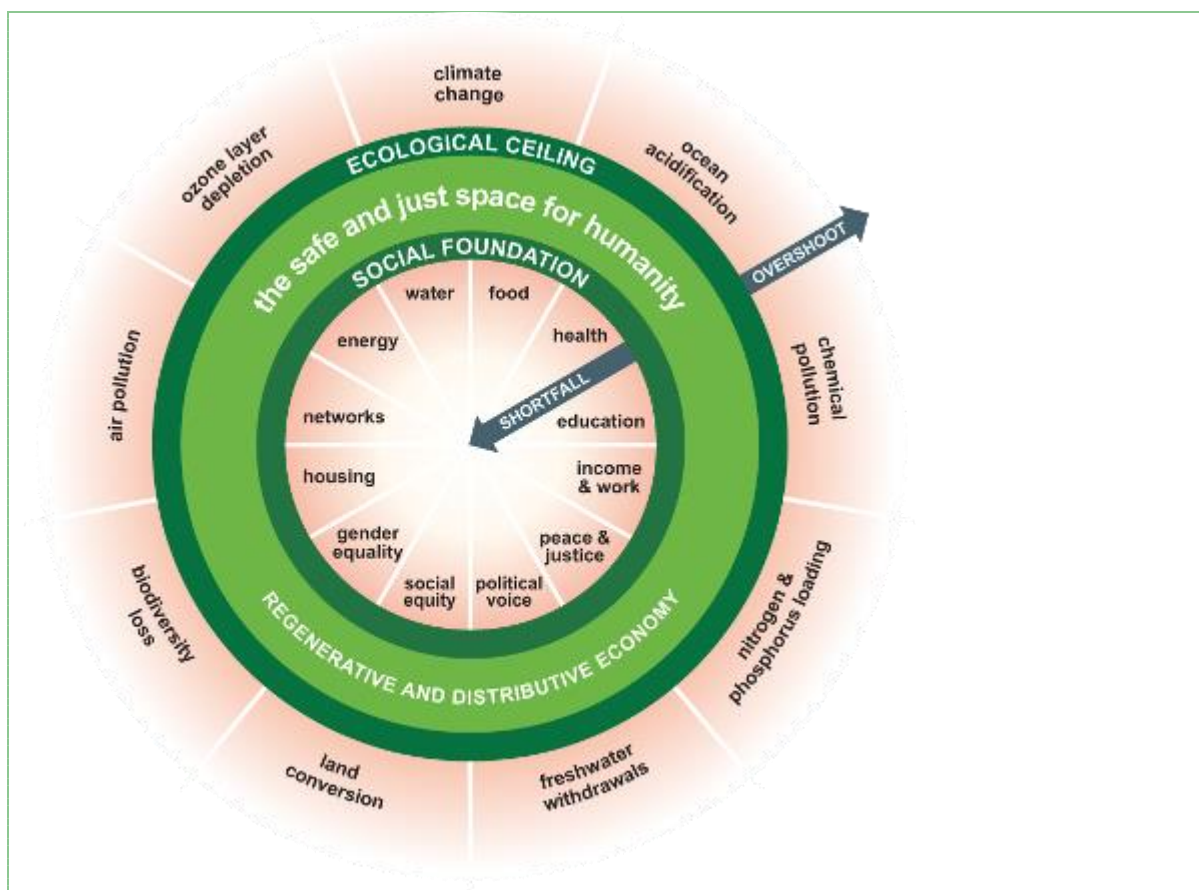 climate
change
ocean
acidification
OVERSHOOT
chemical
pollution
nitrogen &
phosphorus loading
freshwater
withdrawals
land
conversion
biodiversity
loss
air pollution
ozone layer
depletion
ECOLOGICAL CEILING
the safe and just space for humanity
SOCIAL FOUNDATION
water
food
health
SHORTFALL
education
income
& work
peace &
justice
political
voice
social
equity
gender
equality
housing
networks
energy
REGENERATIVE AND DISTRIBUTIVE ECONOMY